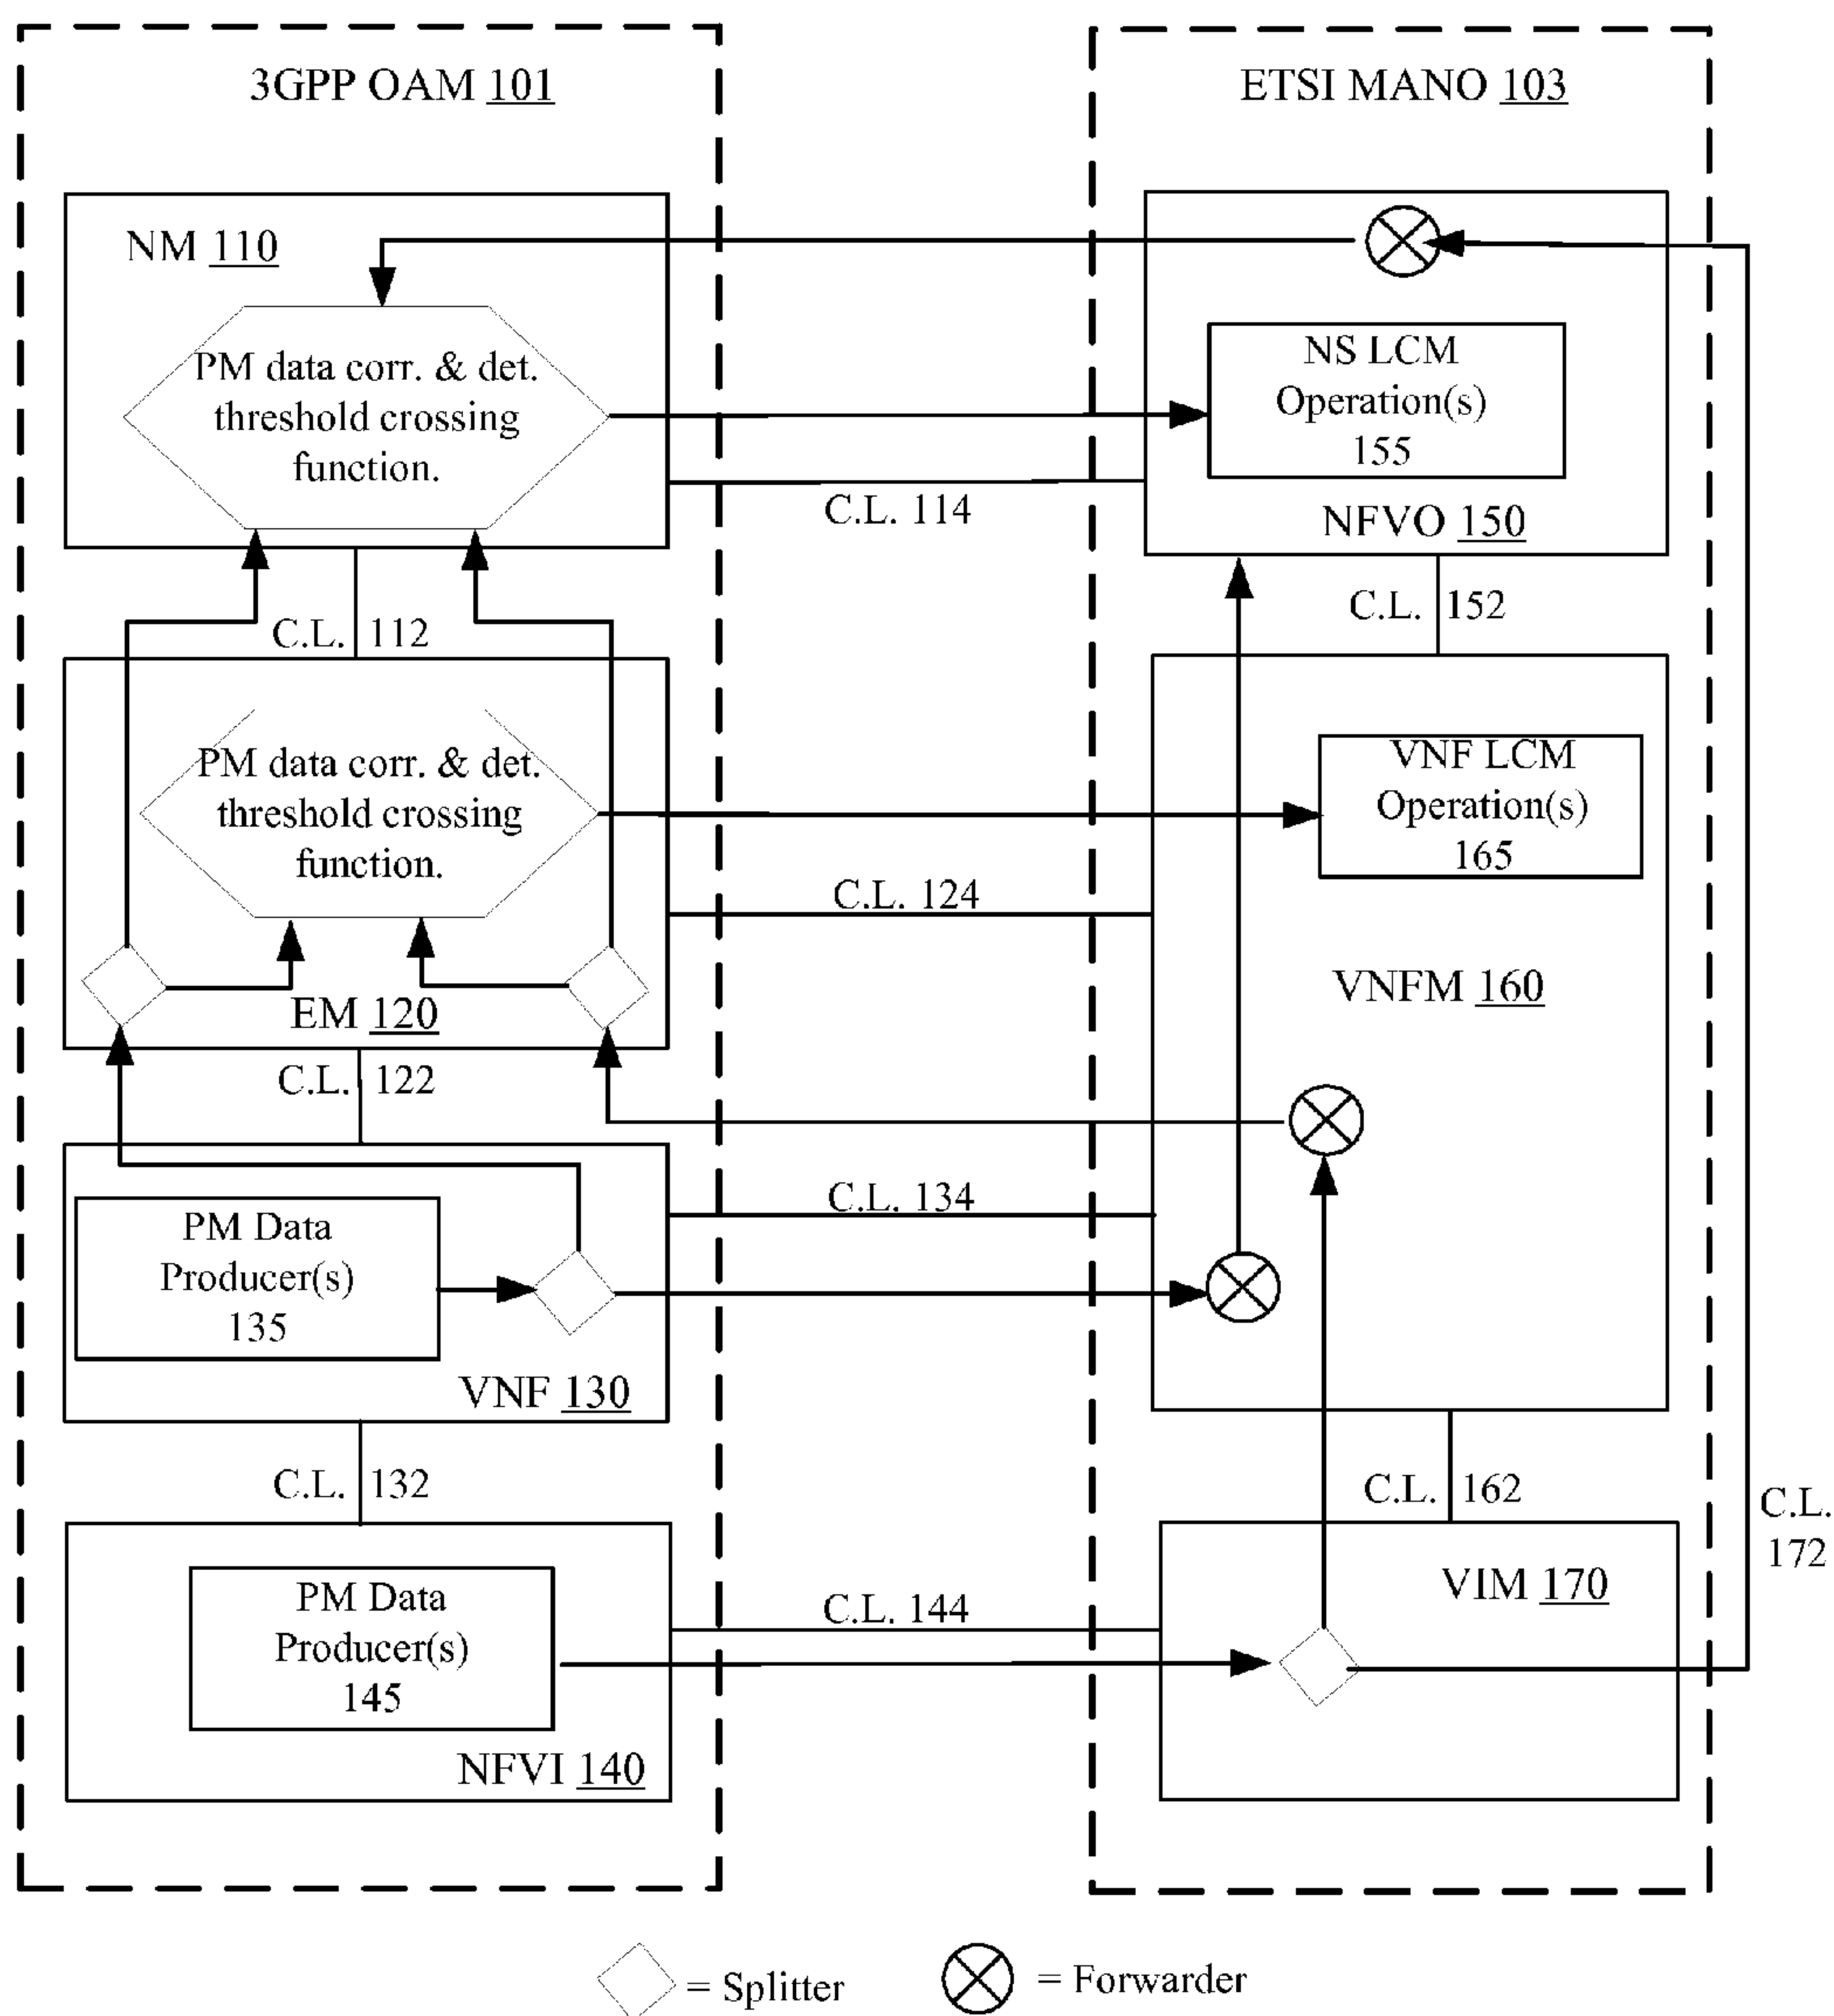 3GPP OAM 101
ETSI MANO 103
NM 110
PM data corr. & det.
threshold crossing
function.
NS LCM
Operation(s)
155
NFVO 150
C.L. 114
C.L. 112
C.L. 152
PM data corr. & det.
threshold crossing
function.
VNF LCM
Operation(s)
165
C.L. 124
EM 120
VNFM 160
C.L. 122
PM Data
Producer(s)
135
C.L. 134
VNF 130
C.L. 132
C.L. 162
C.L.
172
PM Data
Producer(s)
145
C.L. 144
VIM 170
NFVI 140
= Splitter
= Forwarder